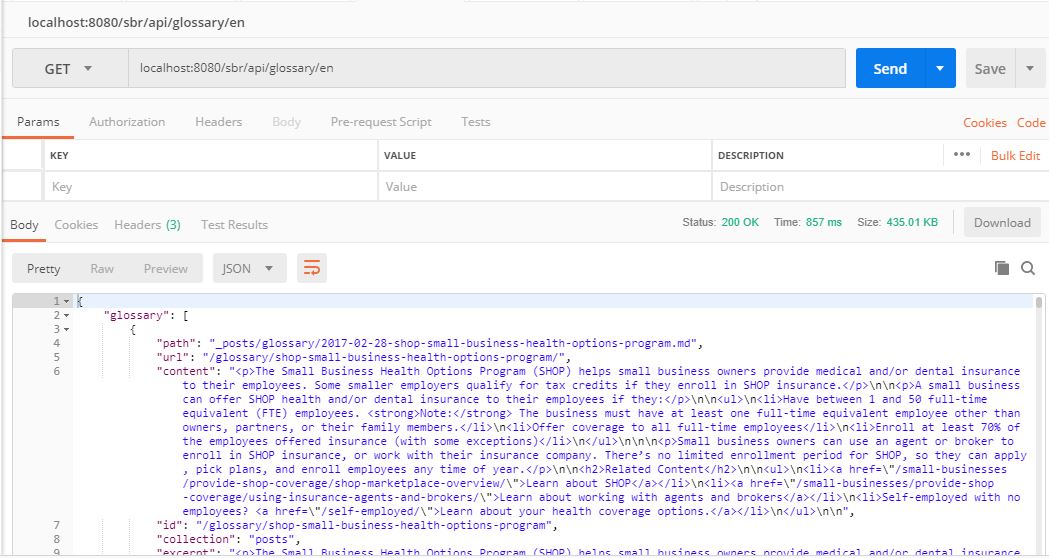 localhost:8080/sbr/api/glossary/en
GET localhost:8080/sbr/api/glossary/en Send Save
Params Authorization Headers Body Pre-request Script Tests Cookies Code
KEY VALUE DESCRIPTION ••• Bulk Edit
Key Value Description
Body Cookies Headers (3) Test Results Status: 200 OK Time: 857 ms Size: 435.01 KB Download
Pretty Raw Preview JSON
1 {
2 "glossary": [
3 {
4 "path": "_posts/glossary/2017-02-28-shop-small-business-health-options-program.md",
5 "url": "/glossary/shop-small-business-health-options-program/",
6 "content": "<p>The Small Business Health Options Program (SHOP) helps small business owners provide medical and/or dental insurance
to their employees. Some smaller employers qualify for tax credits if they enroll in SHOP insurance.</p>\n\n<p>A small business
can offer SHOP health and/or dental insurance to their employees if they:</p>\n\n<ul>\n<li>Have between 1 and 50 full-time
equivalent (FTE) employees. <strong>Note:</strong> The business must have at least one full-time equivalent employee other than
owners, partners, or their family members.</li>\n<li>Offer coverage to all full-time employees</li>\n<li>Enroll at least 70% of
the employees offered insurance (with some exceptions)</li>\n</ul>\n\n\n<p>Small business owners can use an agent or broker to
enroll in SHOP insurance, or work with their insurance company. There’s no limited enrollment period for SHOP, so they can apply
, pick plans, and enroll employees any time of year.</p>\n\n<h2>Related Content</h2>\n\n<ul>\n<li><a href=\"/small-businesses
/provide-shop-coverage/shop-marketplace-overview/\">Learn about SHOP</a></li>\n<li><a href=\"/small-businesses/provide-shop
-coverage/using-insurance-agents-and-brokers/\">Learn about working with agents and brokers</a></li>\n<li>Self-employed with no
employees? <a href=\"/self-employed/\">Learn about your health coverage options.</a></li>\n</ul>\n\n",
7 "id": "/glossary/shop-small-business-health-options-program",
8 "collection": "posts",
9 "excerpt": "<p>The Small Business Health Options Program (SHOP) helps small business owners provide medical and/or dental insurance